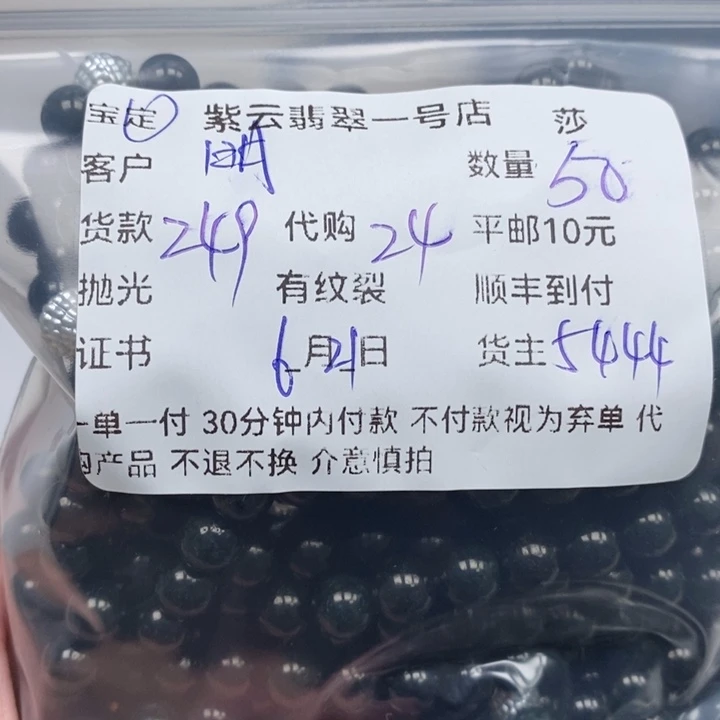 宝定 紫云翡翠一号店 莎
客户 数量 50
货款 249 代购 24 平邮10元
抛光 有纹裂 顺丰到付
证书 6月21日 货主 5444
一单一付 30分钟内付款 不付款视为弃单 代
购产品 不退不换 介意慎拍